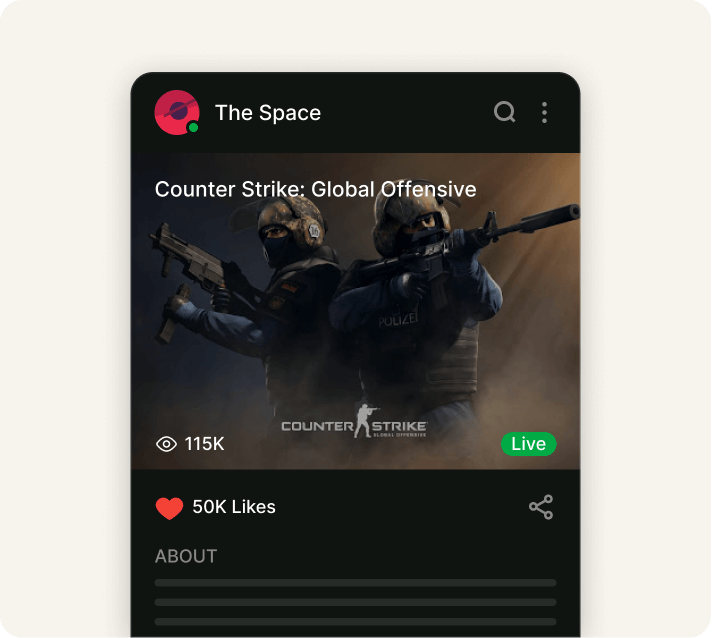 The Space
Counter Strike: Global Offensive
POLIZEI
COUNTER STRIKE
GLOBAL OFFENSIVE
115K
Live
50K Likes
ABOUT